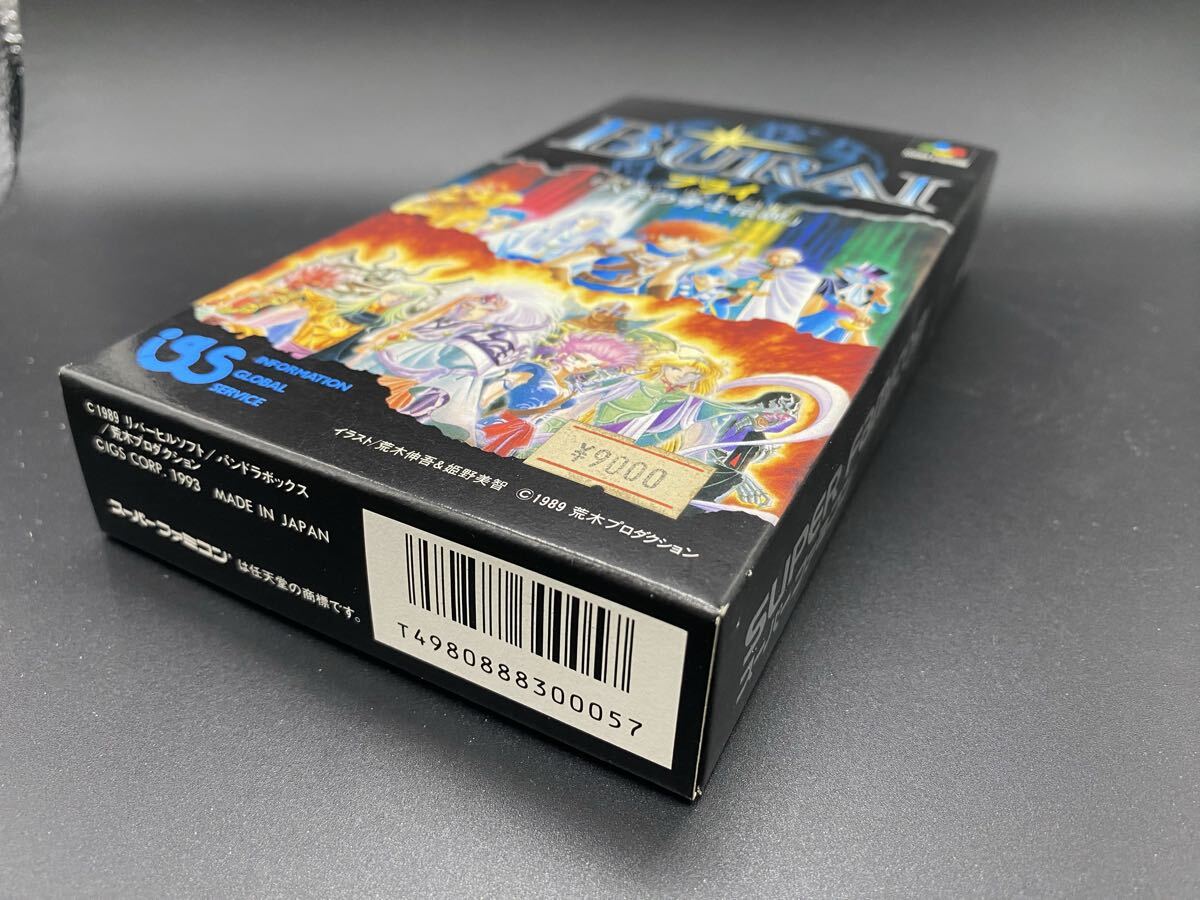 BURAI
ブライ
IGS
INFORMATION
GLOBAL
SERVICE
¥9000
イラスト/荒木伸吾&姫野美智 ©1989 荒木プロダクション
©1989 リバーヒルソフト/パンドラボックス
/荒木プロダクション
©IGS CORP. 1993 MADE IN JAPAN
スーパーファミコン は任天堂の商標です。
T4980888300057
SUPER